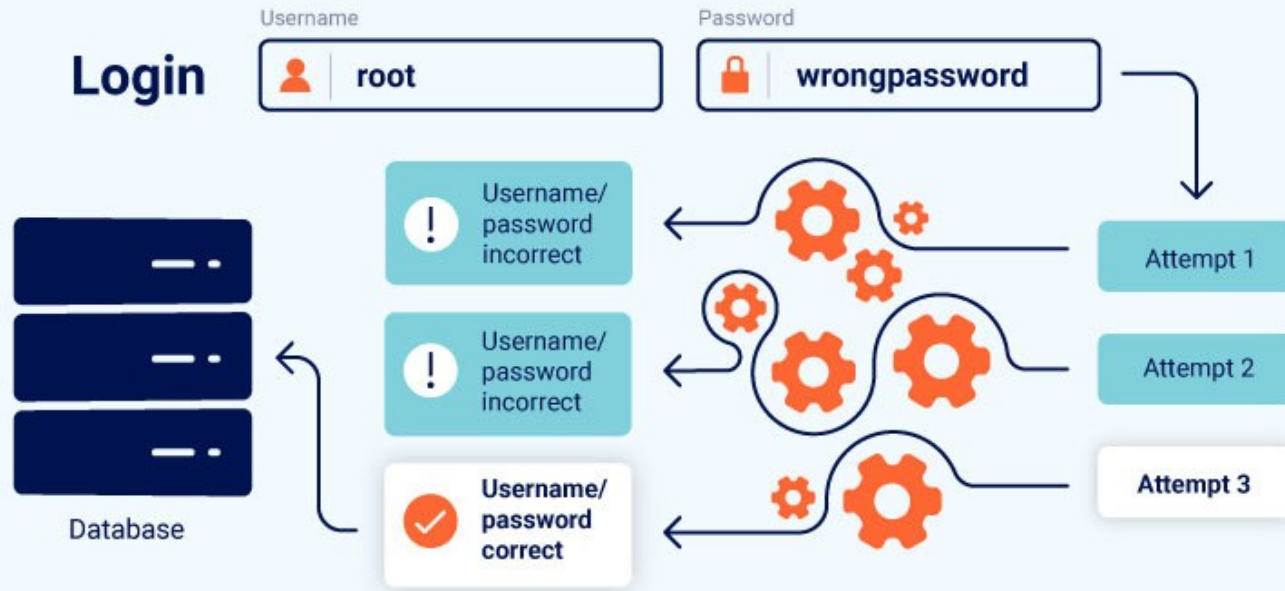 Username
Password
Login
root
wrongpassword
Username/
password
incorrect
Attempt 1
Username/
password
incorrect
Attempt 2
Username/
password
correct
Attempt 3
Database